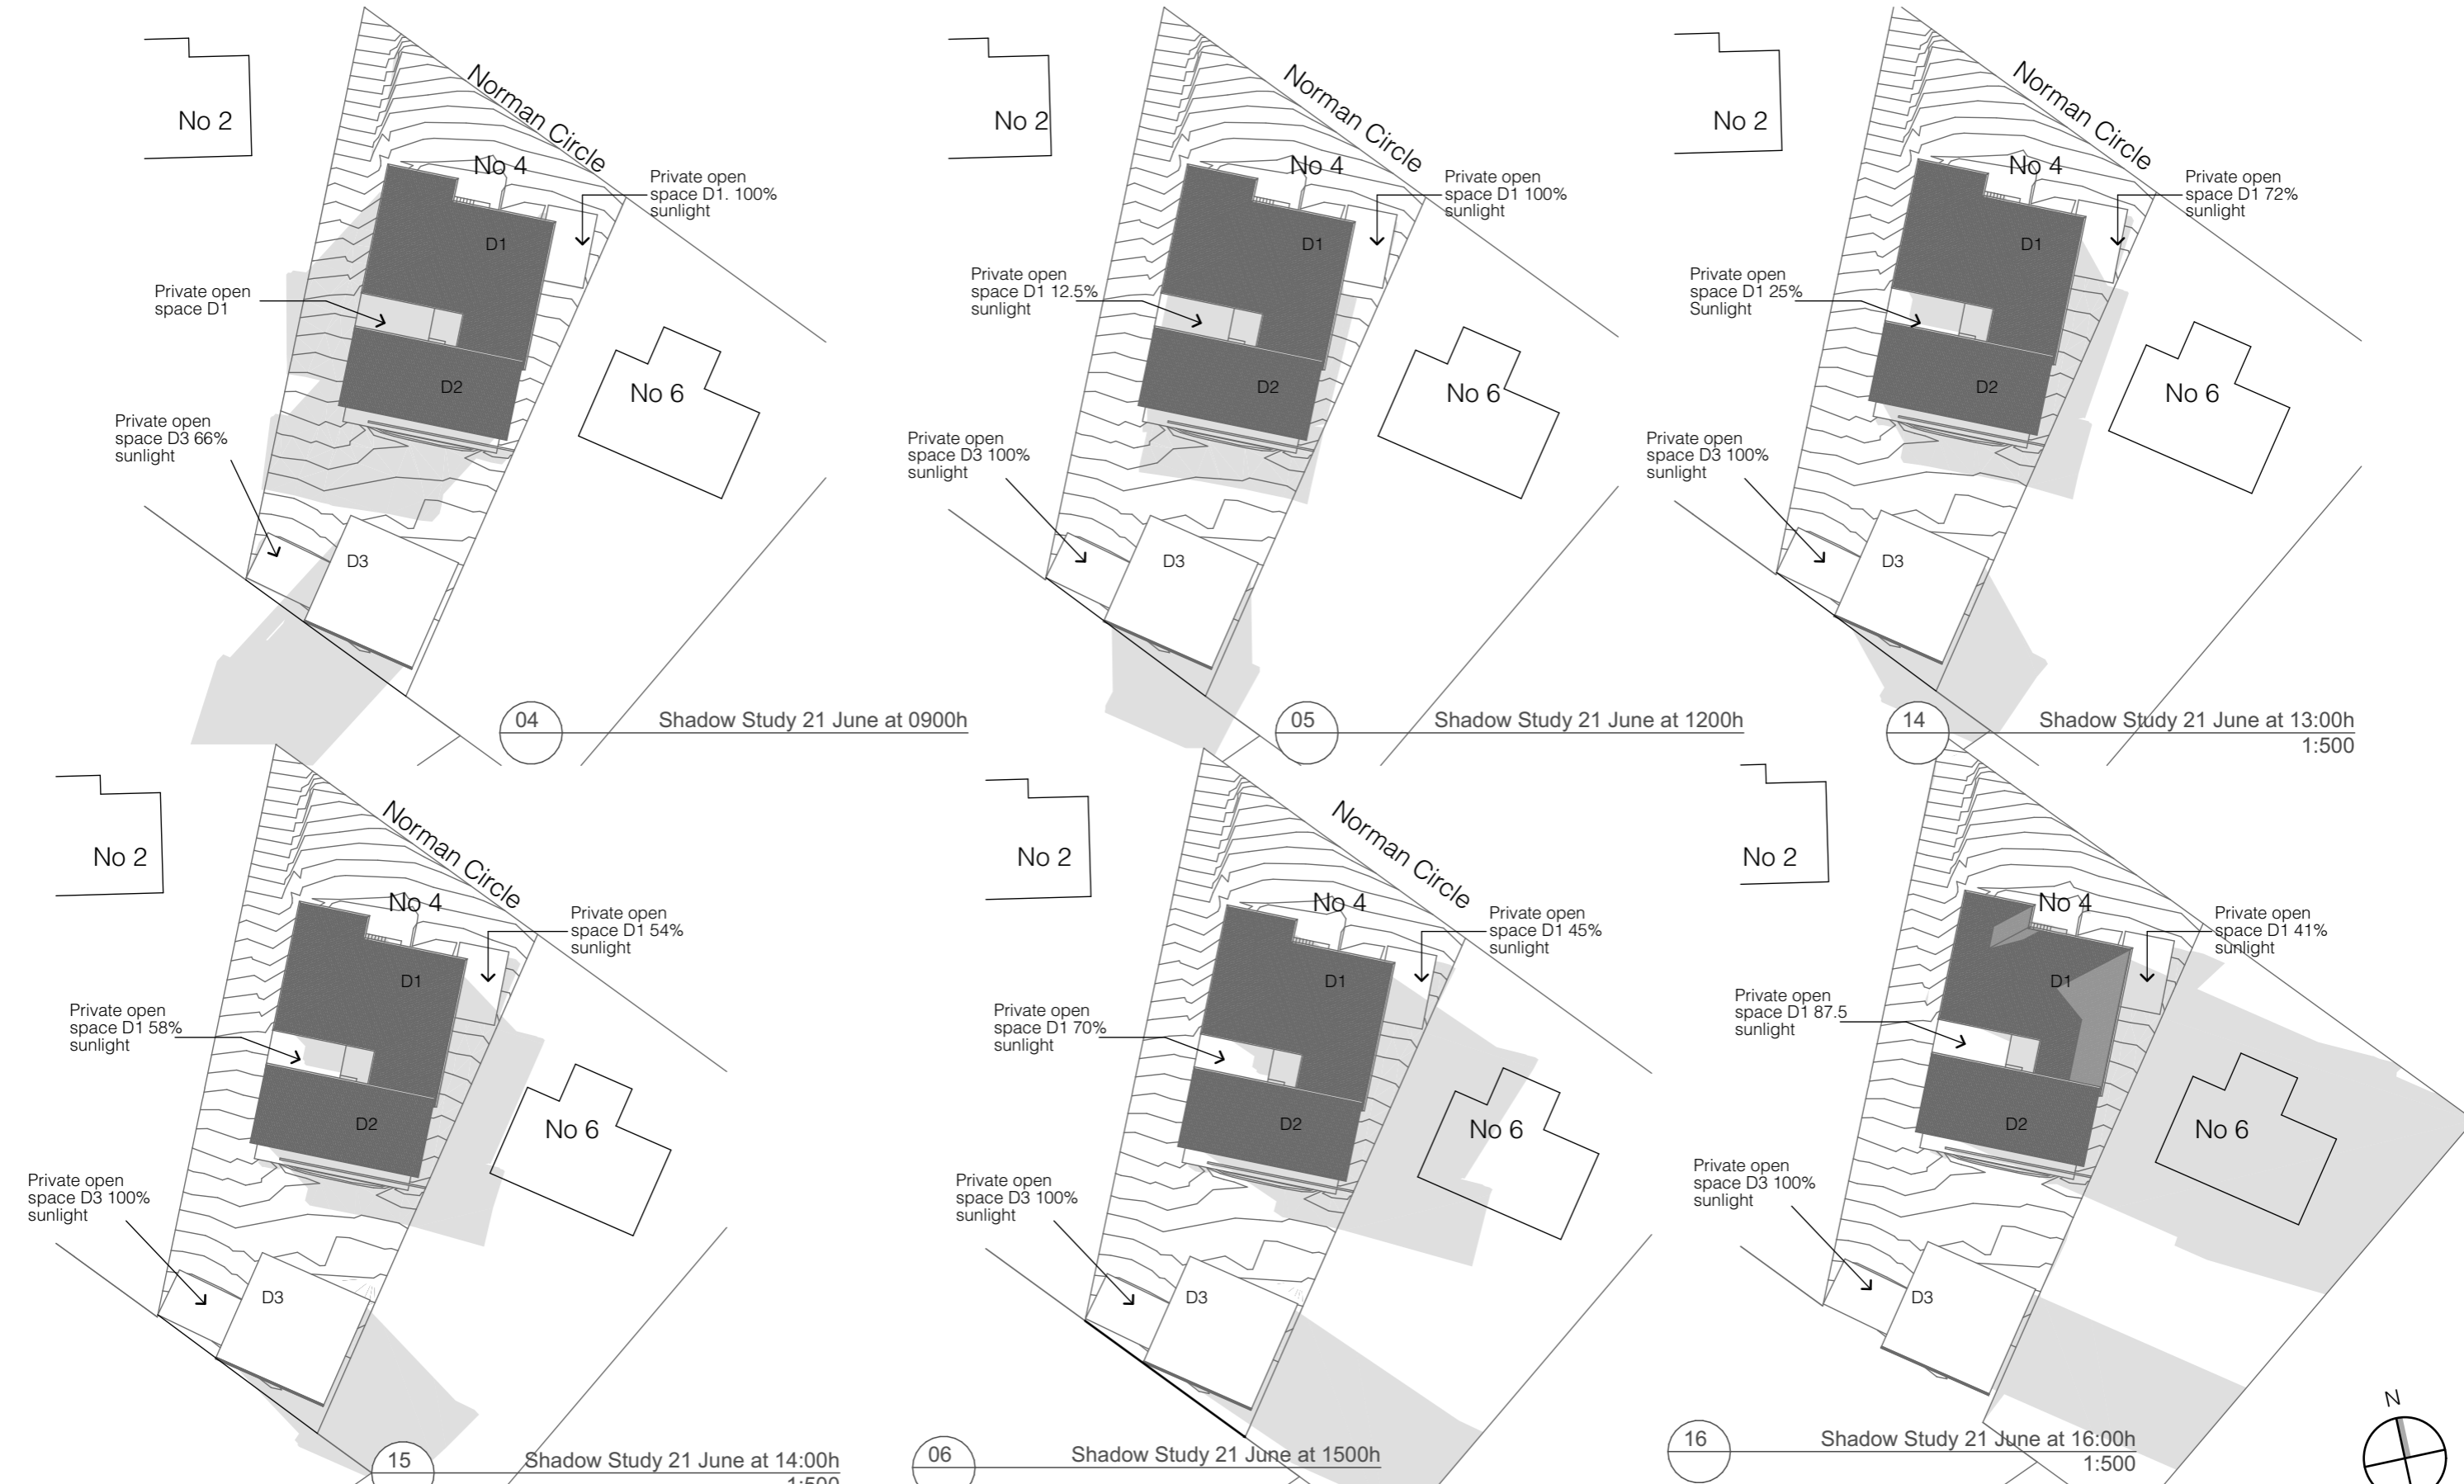 No 2
Norman Circle
No 4
Private open
space D1. 100%
sunlight
D1
Private open
space D1
D2
No 6
Private open
space D3 66%
sunlight
D3
04
Shadow Study 21 June at 0900h
No 2
Norman Circle
No 4
Private open
space D1 100%
sunlight
D1
Private open
space D1 12.5%
sunlight
D2
No 6
Private open
space D3 100%
sunlight
D3
05
Shadow Study 21 June at 1200h
No 2
Norman Circle
No 4
Private open
space D1 72%
sunlight
D1
Private open
space D1 25%
Sunlight
D2
No 6
Private open
space D3 100%
sunlight
D3
14
Shadow Study 21 June at 13:00h
1:500
No 2
Norman Circle
No 4
Private open
space D1 54%
sunlight
D1
Private open
space D1 58%
sunlight
D2
No 6
Private open
space D3 100%
sunlight
D3
15
Shadow Study 21 June at 14:00h
1:500
No 2
Norman Circle
No 4
Private open
space D1 45%
sunlight
D1
Private open
space D1 70%
sunlight
D2
No 6
Private open
space D3 100%
sunlight
D3
06
Shadow Study 21 June at 1500h
No 2
No 4
Private open
space D1 41%
sunlight
D1
Private open
space D1 87.5
sunlight
D2
No 6
Private open
space D3 100%
sunlight
D3
16
Shadow Study 21 June at 16:00h
1:500
N